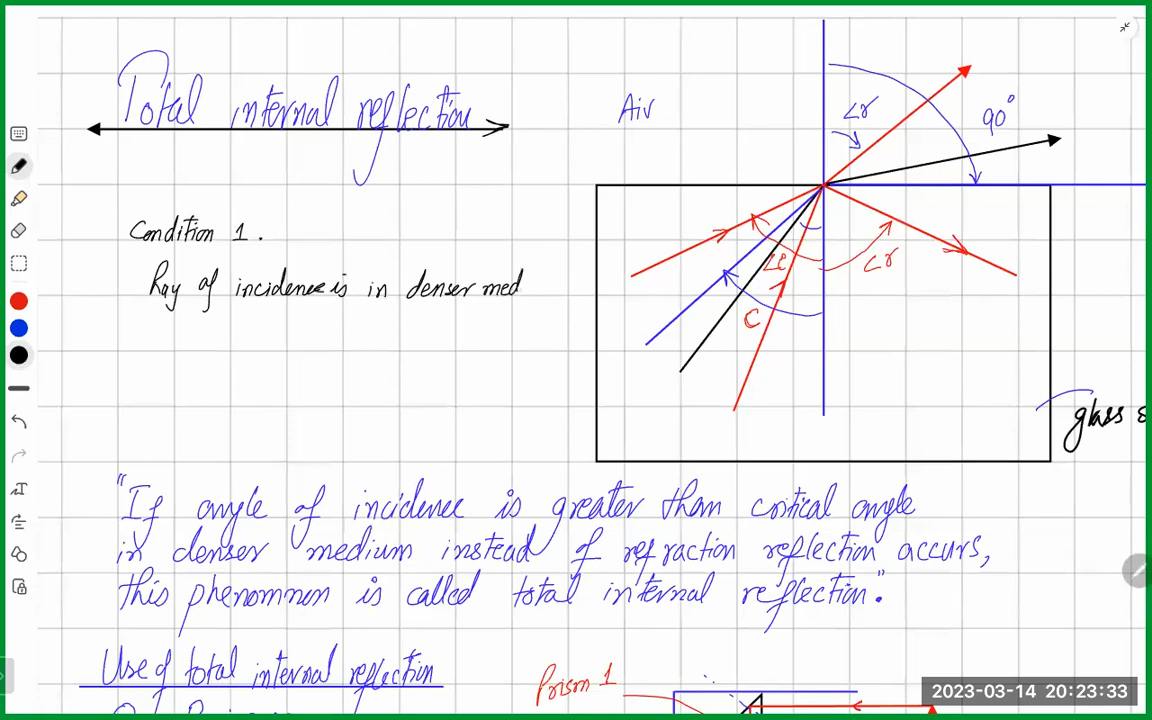 Total internal reflection
Air
∠r
90°
Condition 1.
Ray of incidence is in denser med
∠i
∠r
C
glass s
"If angle of incidence is greater than critical angle
in denser medium instead of refraction reflection accurs,
this phenommon is called total internal reflection."
Use of total internal reflection
Prism 1
2023-03-14 20:23:33